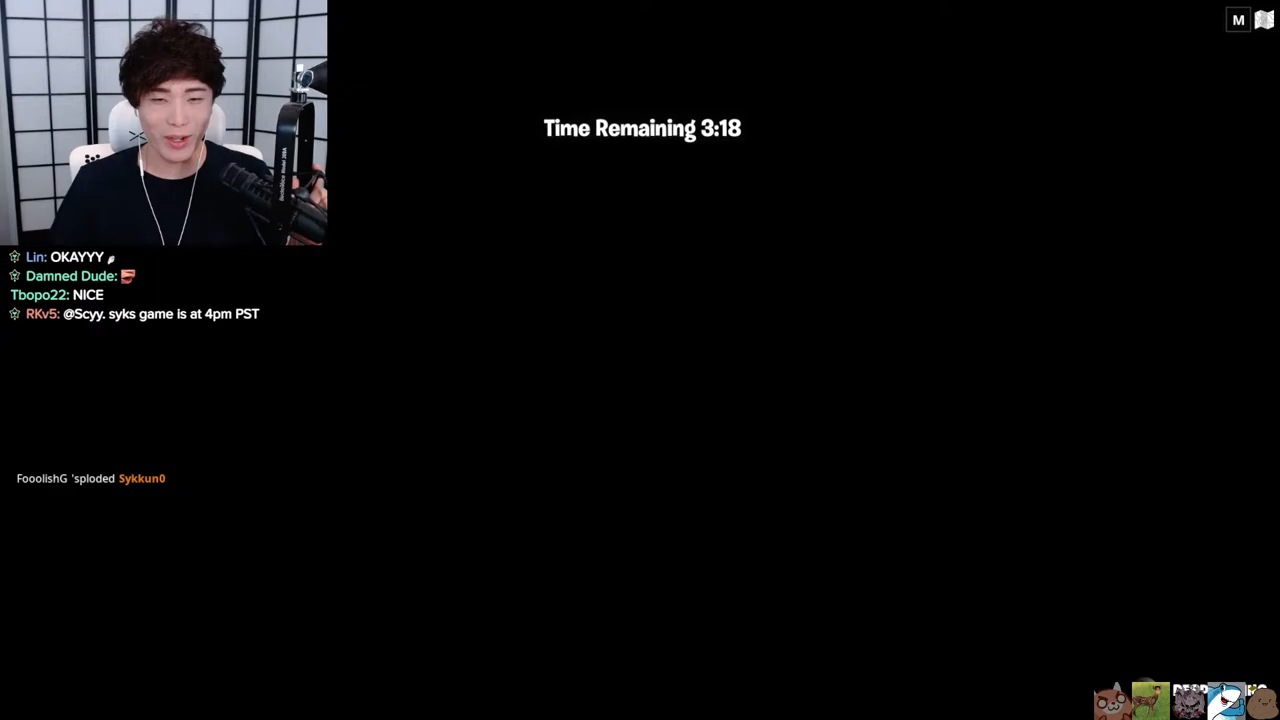 M
Time Remaining 3:18
Lin: OKAYYY
Damned Dude:
Tbopo22: NICE
RKv5: @Scyy. syks game is at 4pm PST
FooolishG 'sploded Sykkun0